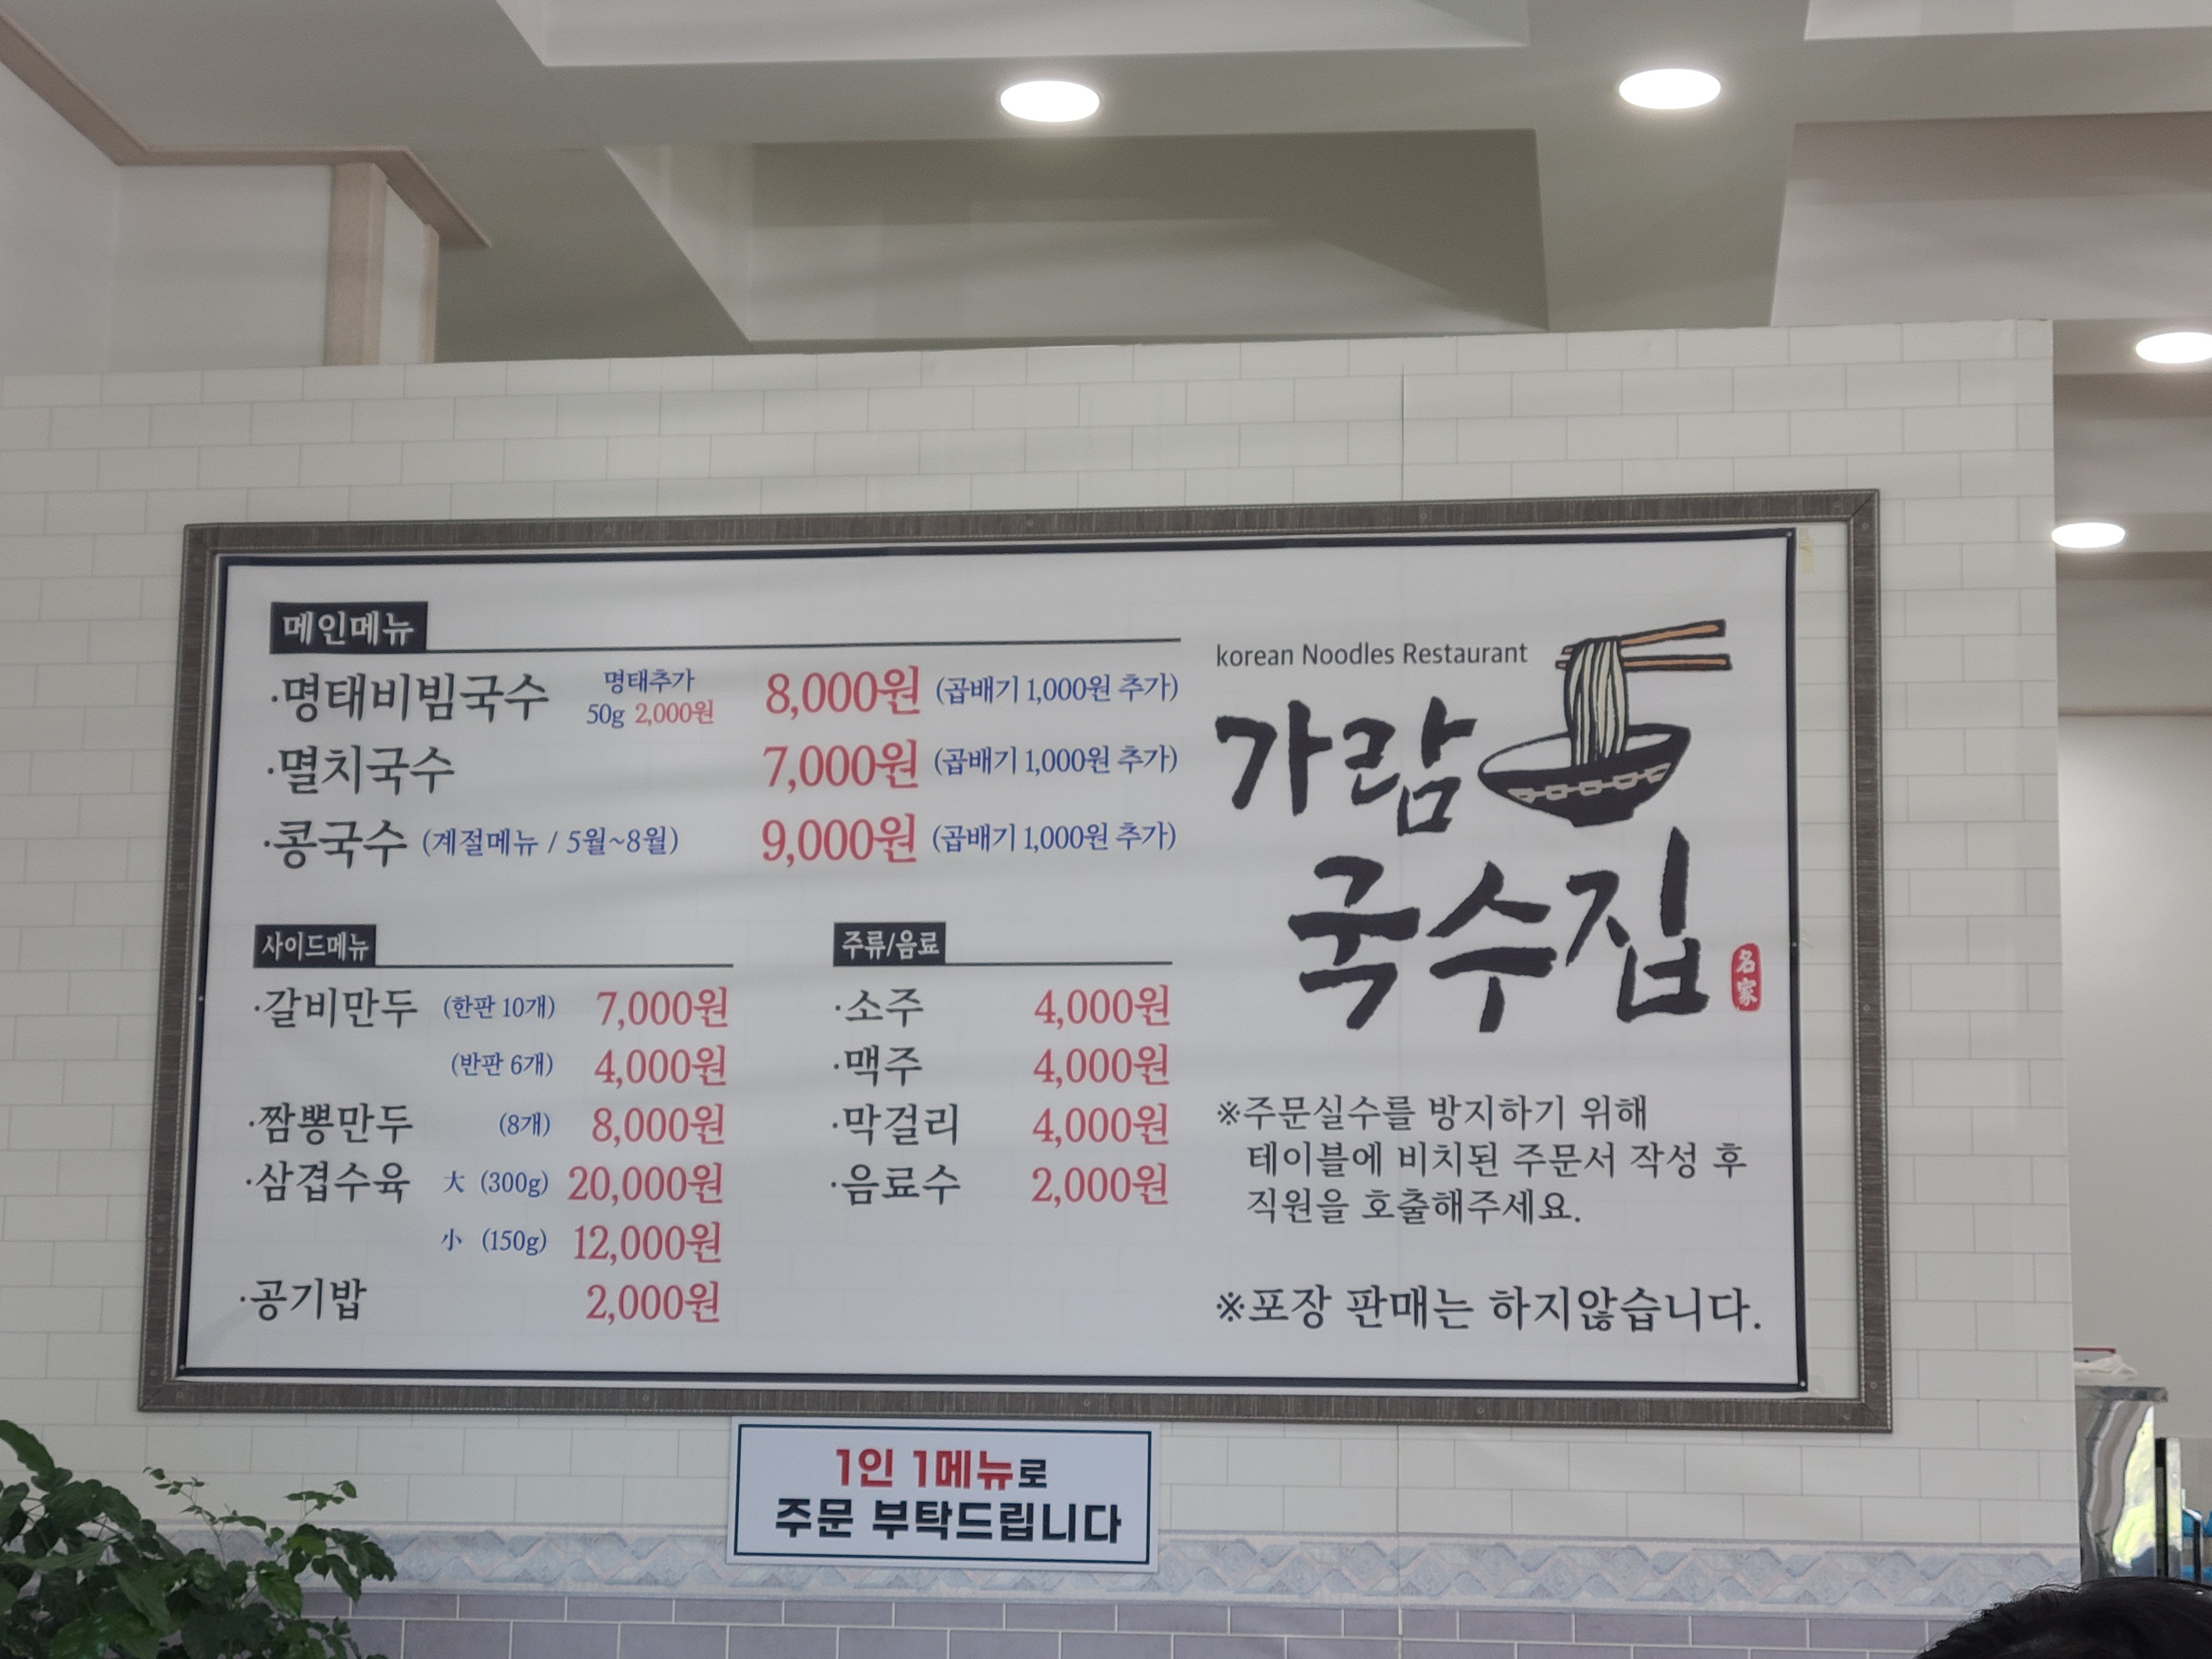 메인메뉴
·명태비빔국수 명태추가 50g 2,000원 8,000원 (곱배기 1,000원 추가)
·멸치국수 7,000원 (곱배기 1,000원 추가)
·콩국수 (계절메뉴 / 5월~8월) 9,000원 (곱배기 1,000원 추가)
사이드메뉴
·갈비만두 (한판 10개) 7,000원
(반판 6개) 4,000원
·짬뽕만두 (8개) 8,000원
·삼겹수육 大 (300g) 20,000원
小 (150g) 12,000원
·공기밥 2,000원
주류/음료
·소주 4,000원
·맥주 4,000원
·막걸리 4,000원
·음료수 2,000원
korean Noodles Restaurant
가람
국수집
名家
※주문실수를 방지하기 위해
테이블에 비치된 주문서 작성 후
직원을 호출해주세요.
※포장 판매는 하지않습니다.
1인 1메뉴로
주문 부탁드립니다